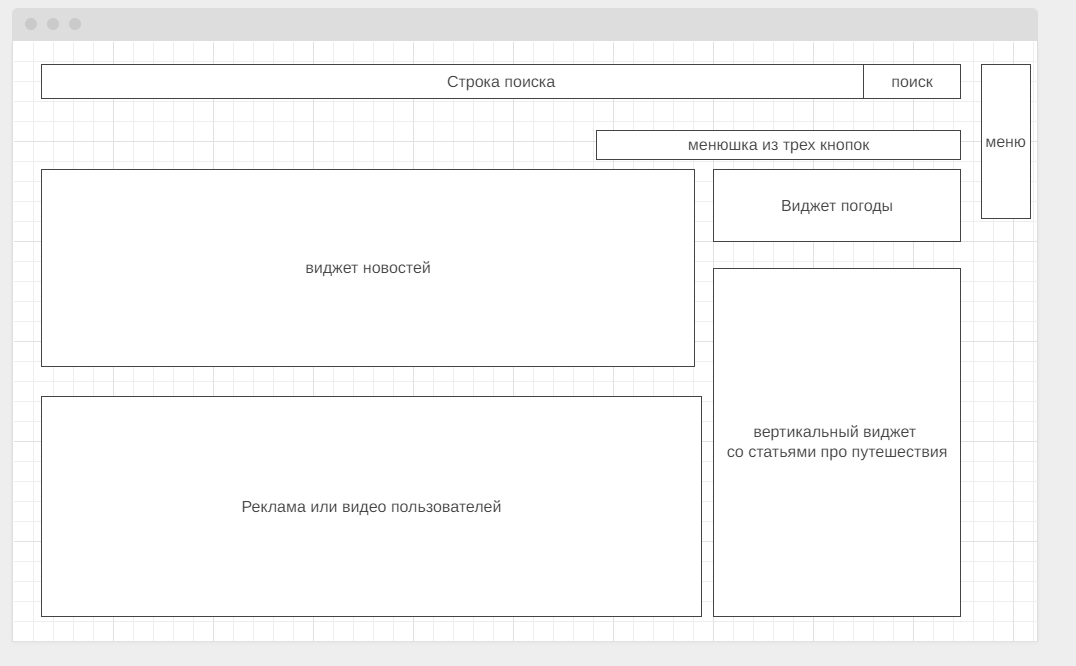 Строка поиска
поиск
меню
менюшка из трех кнопок
Виджет погоды
виджет новостей
вертикальный виджет
со статьями про путешествия
Реклама или видео пользователей